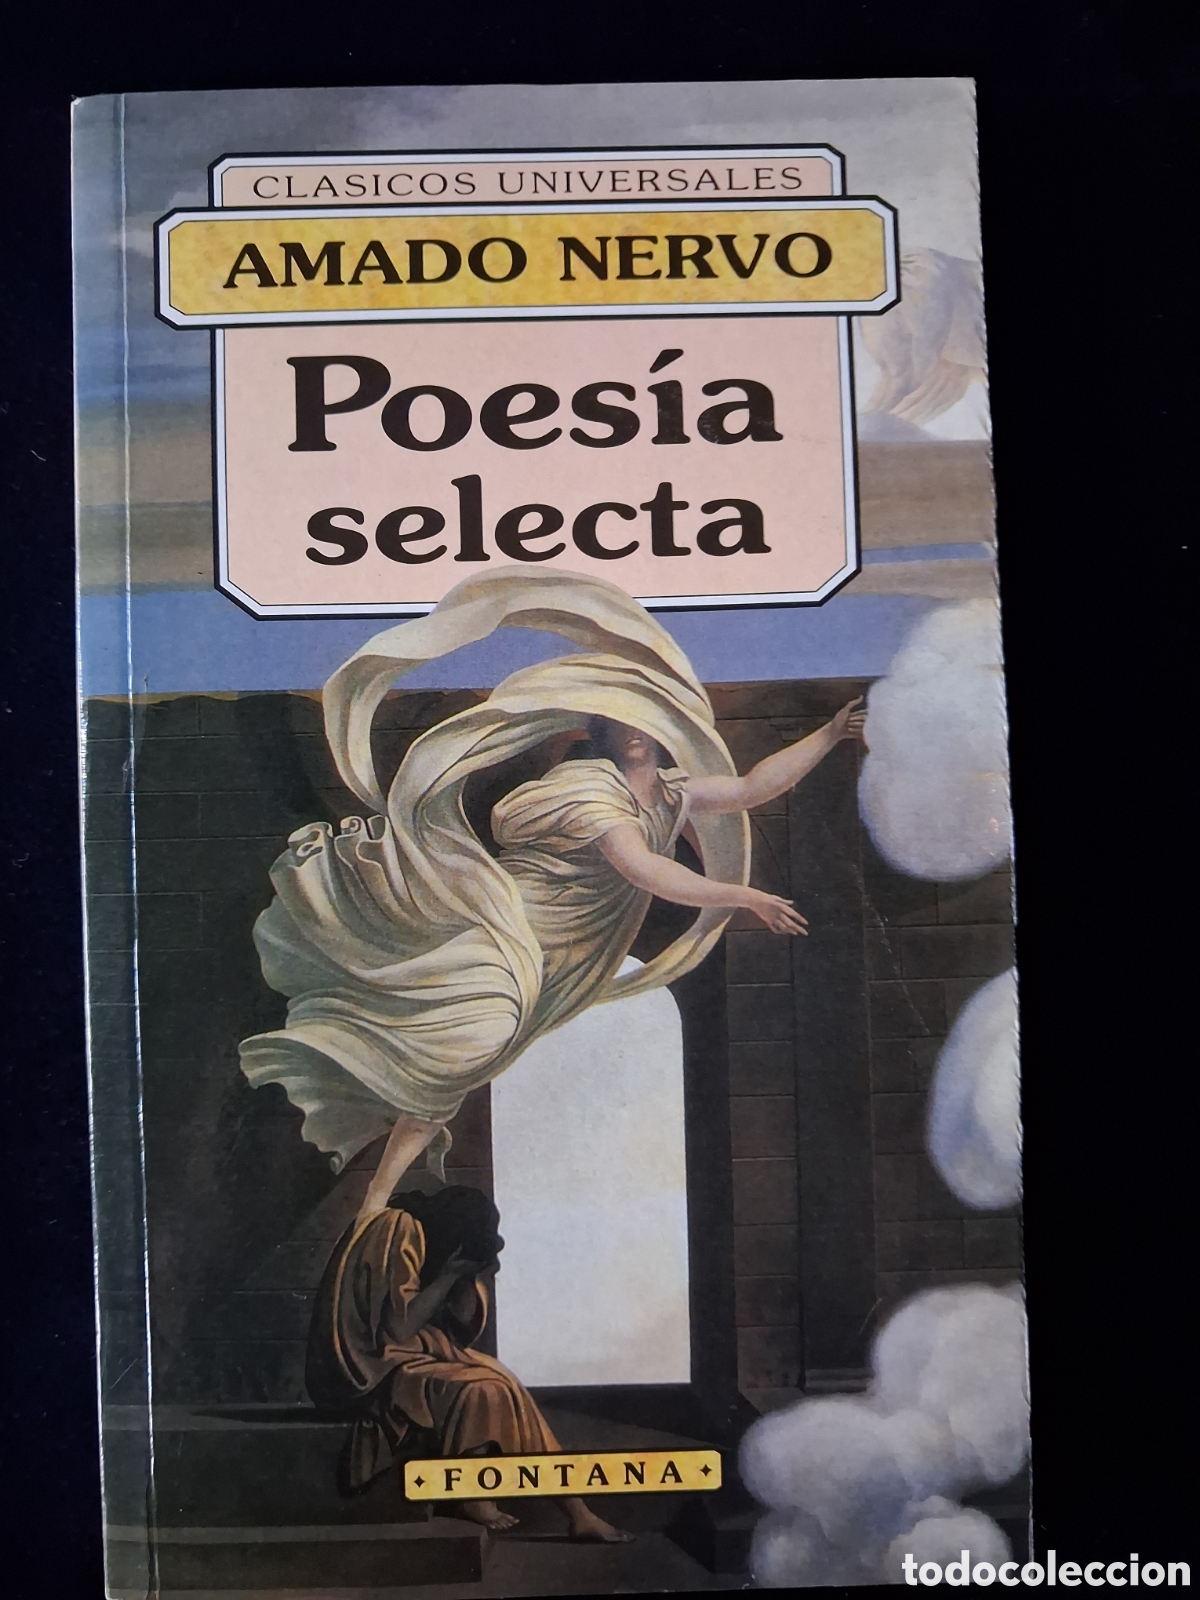 CLASICOS UNIVERSALES
AMADO NERVO
Poesía
selecta
FONTANA
todocoleccion